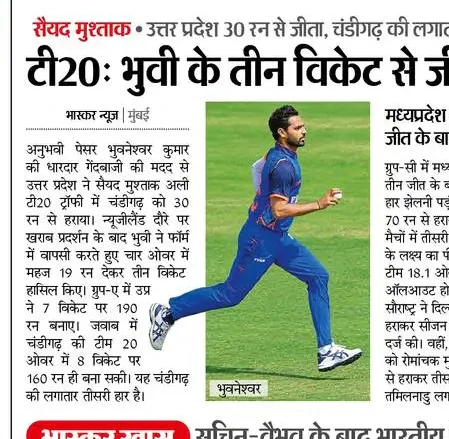 सैयद मुश्ताक • उत्तर प्रदेश 30 रन से जीता, चंडीगढ़ की
टी20: भुवी के तीन विकेट से
भास्कर न्यूज | मुंबई
अनुभवी पेसर भुवनेश्वर कुमार
की धारदार गेंदबाजी की मदद से
उत्तर प्रदेश ने सैयद मुश्ताक अली
टी20 ट्रॉफी में चंडीगढ़ को 30
रन से हराया। न्यूजीलैंड दौरे पर
खराब प्रदर्शन के बाद भुवी ने फॉर्म
में वापसी करते हुए चार ओवर में
महज 19 रन देकर तीन विकेट
हासिल किए। ग्रुप-ए में उप्र
ने 7 विकेट पर 190
रन बनाए। जवाब में
चंडीगढ़ की टीम 20
ओवर में 8 विकेट पर
160 रन ही बना सकी। यह चंडीगढ़
की लगातार तीसरी हार है।
भुवनेश्वर
मध्यप्रदेश
जीत के बा
ग्रुप-सी में
तीन जीत के
हार झेलनी
70 रन से
मैचों में तीसरी
के लक्ष्य का
टीम 18.1
ऑलआउट
सौराष्ट्र ने
हराकर सीजन
दर्ज की। वहीं,
को रोमांचक
से हराकर
तमिलनाडु
भास्कर खास
सचिन-वैभव के बाद भारतीय